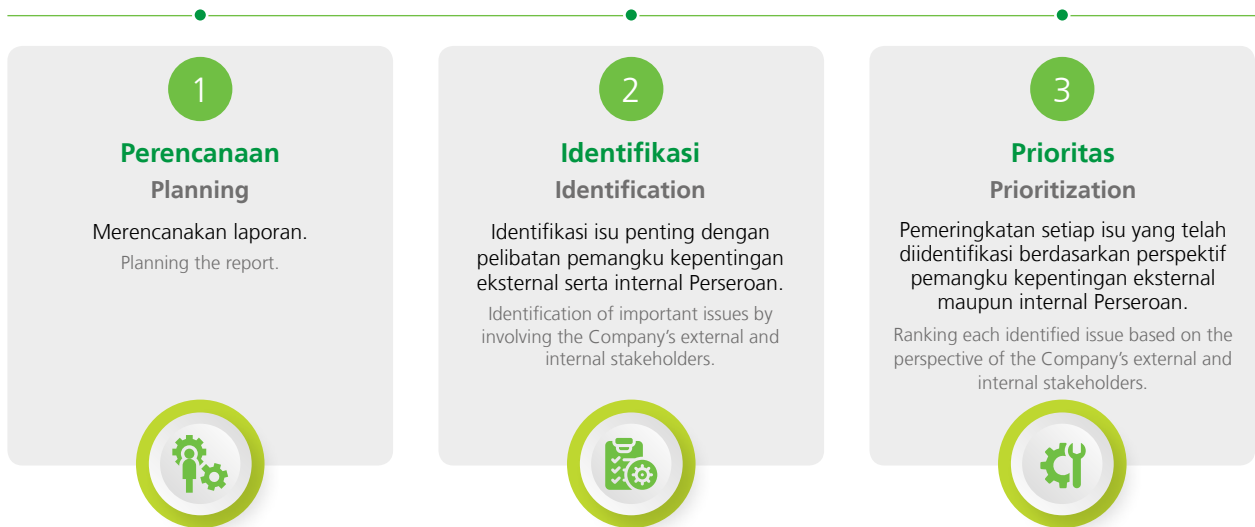 1
Perencanaan
Planning
Merencanakan laporan.
Planning the report.
2
Identifikasi
Identification
Identifikasi isu penting dengan
pelibatan pemangku kepentingan
eksternal serta internal Perseroan.
Identification of important issues by
involving the Company’s external and
internal stakeholders.
3
Prioritas
Prioritization
Pemeringkatan setiap isu yang telah
diidentifikasi berdasarkan perspektif
pemangku kepentingan eksternal
maupun internal Perseroan.
Ranking each identified issue based on the
perspective of the Company’s external and
internal stakeholders.